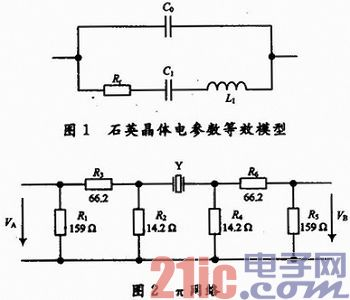 C₀
Rᵣ C₁
L₁
图 1 石英晶体电参数等效模型
R₃ Y R₆
66.2 66.2
V_A R₁ R₂ R₄ R₅ V_B
159 Ω 14.2 Ω 14.2 Ω 159 Ω
21ic.com 电子网
图 2 π 网络